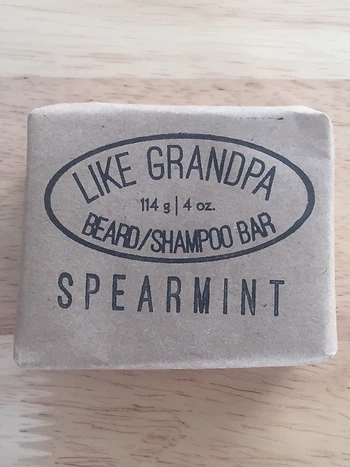 LIKE GRANDPA
114 g | 4 oz.
BEARD/SHAMPOO BAR
SPEARMINT